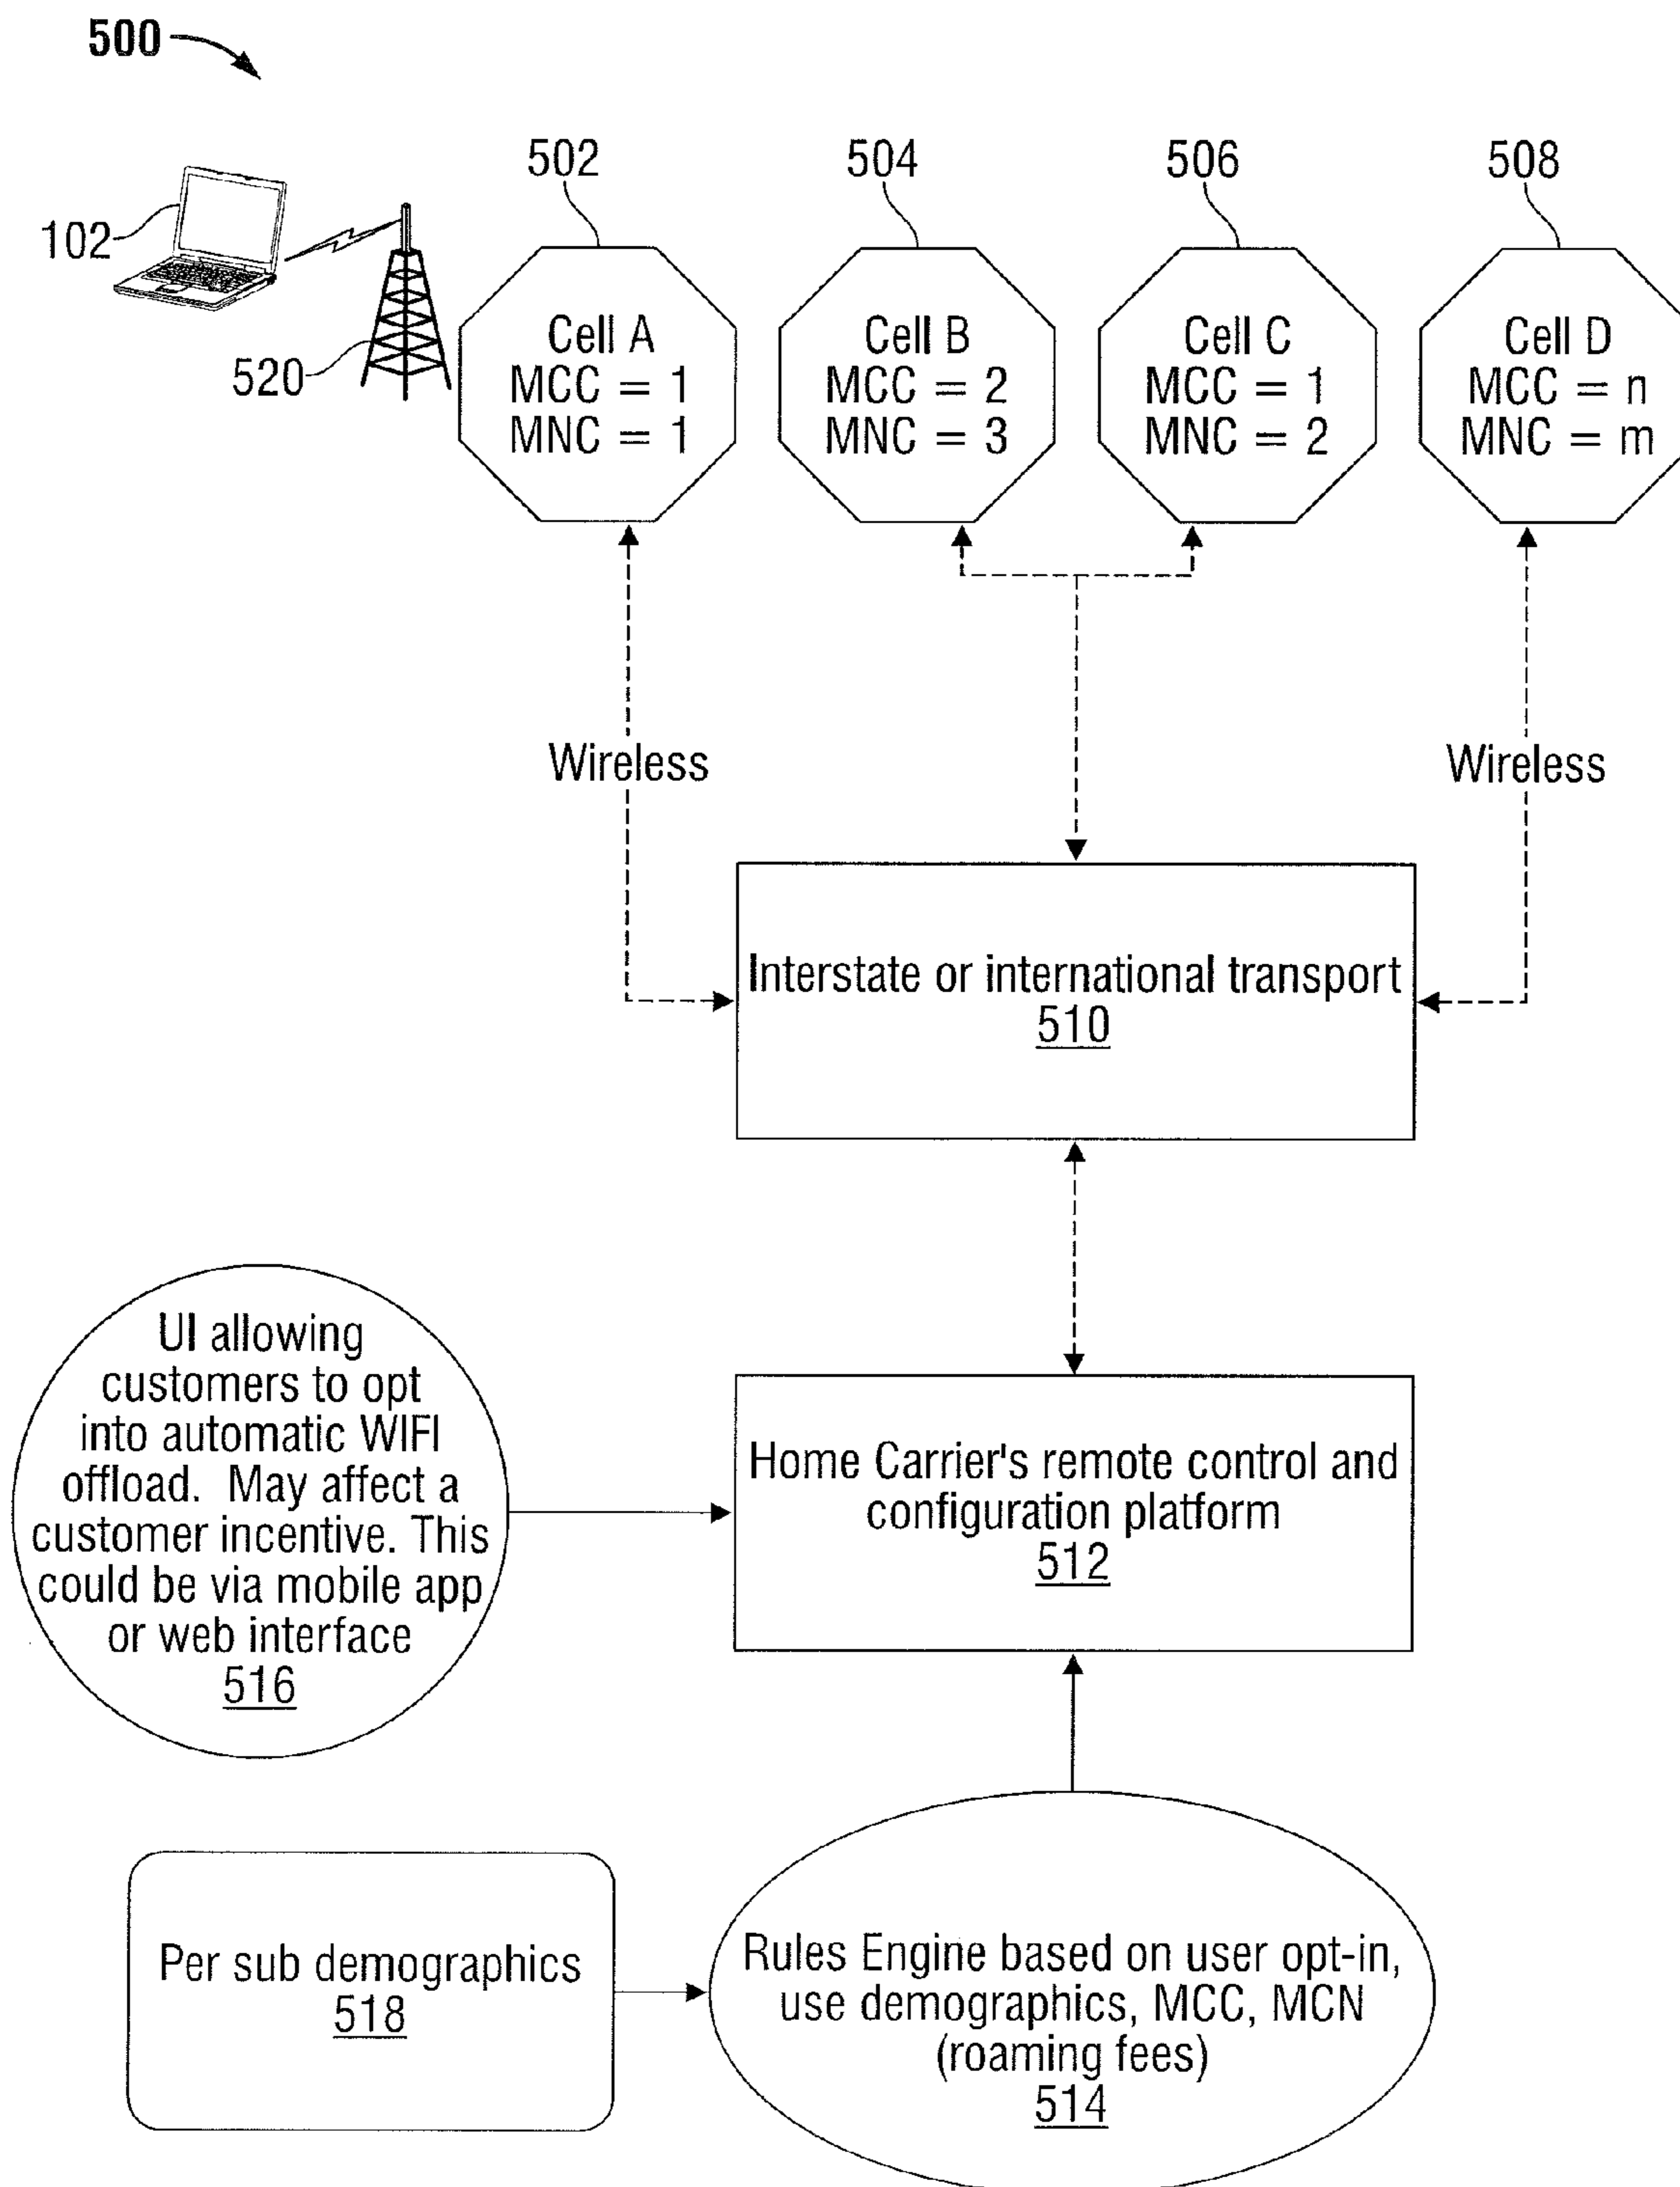 500
502
504
506
508
102
520
Cell A
MCC = 1
MNC = 1
Cell B
MCC = 2
MNC = 3
Cell C
MCC = 1
MNC = 2
Cell D
MCC = n
MNC = m
Wireless
Wireless
Interstate or international transport
510
UI allowing
customers to opt
into automatic WIFI
offload. May affect a
customer incentive. This
could be via mobile app
or web interface
516
Home Carrier's remote control and
configuration platform
512
Per sub demographics
518
Rules Engine based on user opt-in,
use demographics, MCC, MCN
(roaming fees)
514